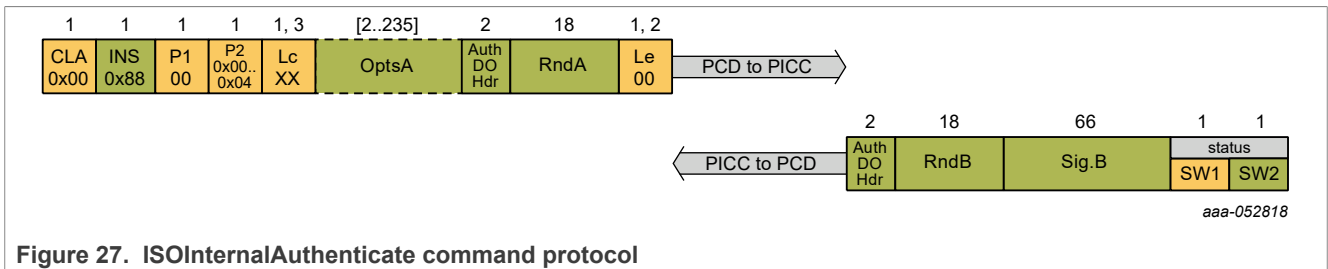 1 1 1 1 1, 3 [2..235] 2 18 1, 2
CLA 0x00 INS 0x88 P1 00 P2 0x00.. 0x04 Lc XX OptsA Auth DO Hdr RndA Le 00 PCD to PICC
2 18 66 1 1
PICC to PCD Auth DO Hdr RndB Sig.B status SW1 SW2
aaa-052818
Figure 27. ISOInternalAuthenticate command protocol